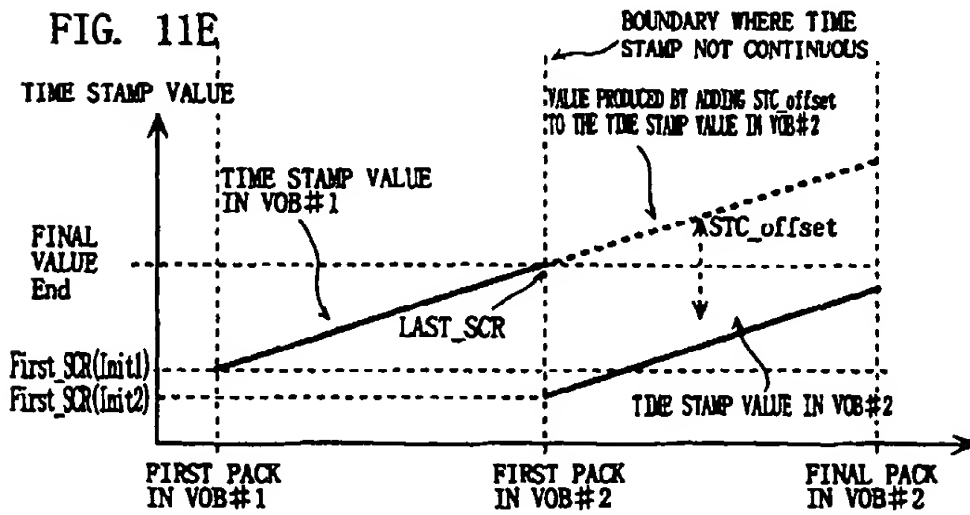 FIG. 11E
BOUNDARY WHERE TIME
STAMP NOT CONTINUOUS
TIME STAMP VALUE
VALUE PRODUCED BY ADDING STC_offset
TO THE TIME STAMP VALUE IN VOB#2
TIME STAMP VALUE
IN VOB#1
STC_offset
FINAL
VALUE
End
LAST_SCR
First_SCR(Init1)
First_SCR(Init2)
TIME STAMP VALUE IN VOB#2
FIRST PACK
IN VOB#1
FIRST PACK
IN VOB#2
FINAL PACK
IN VOB#2